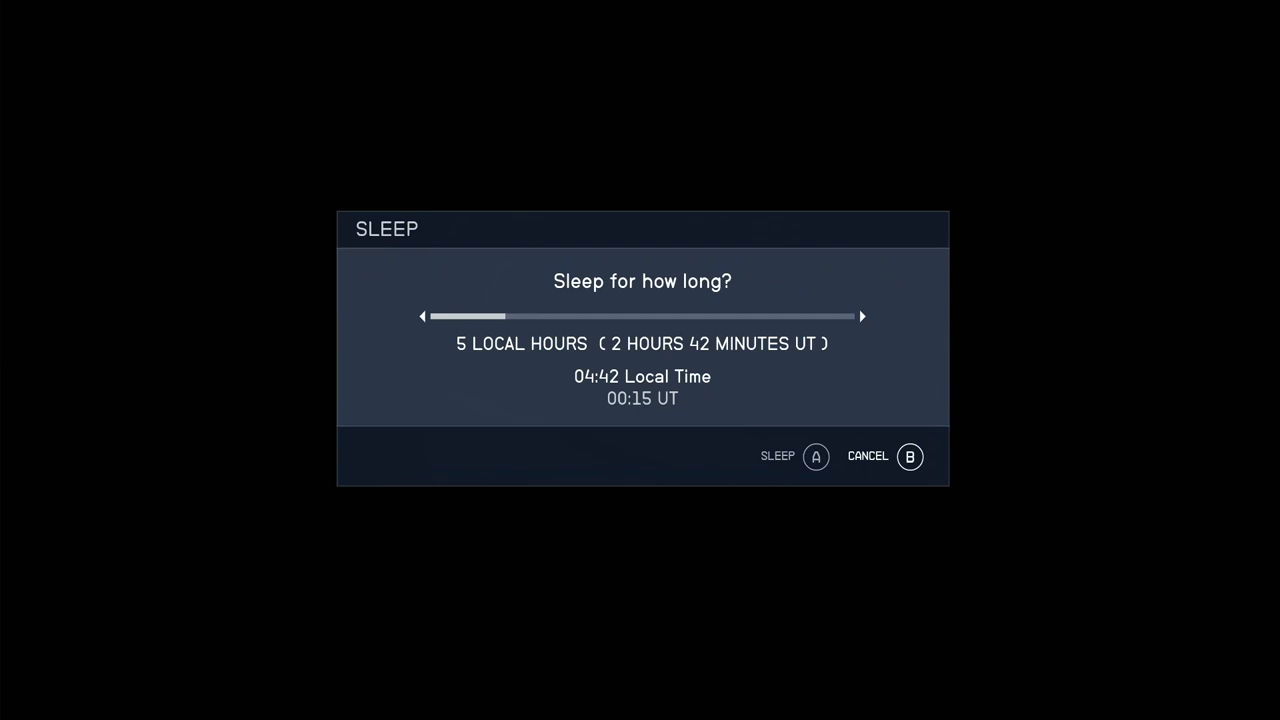 SLEEP
Sleep for how long?
5 LOCAL HOURS ( 2 HOURS 42 MINUTES UT )
04:42 Local Time
00:15 UT
SLEEP A CANCEL B